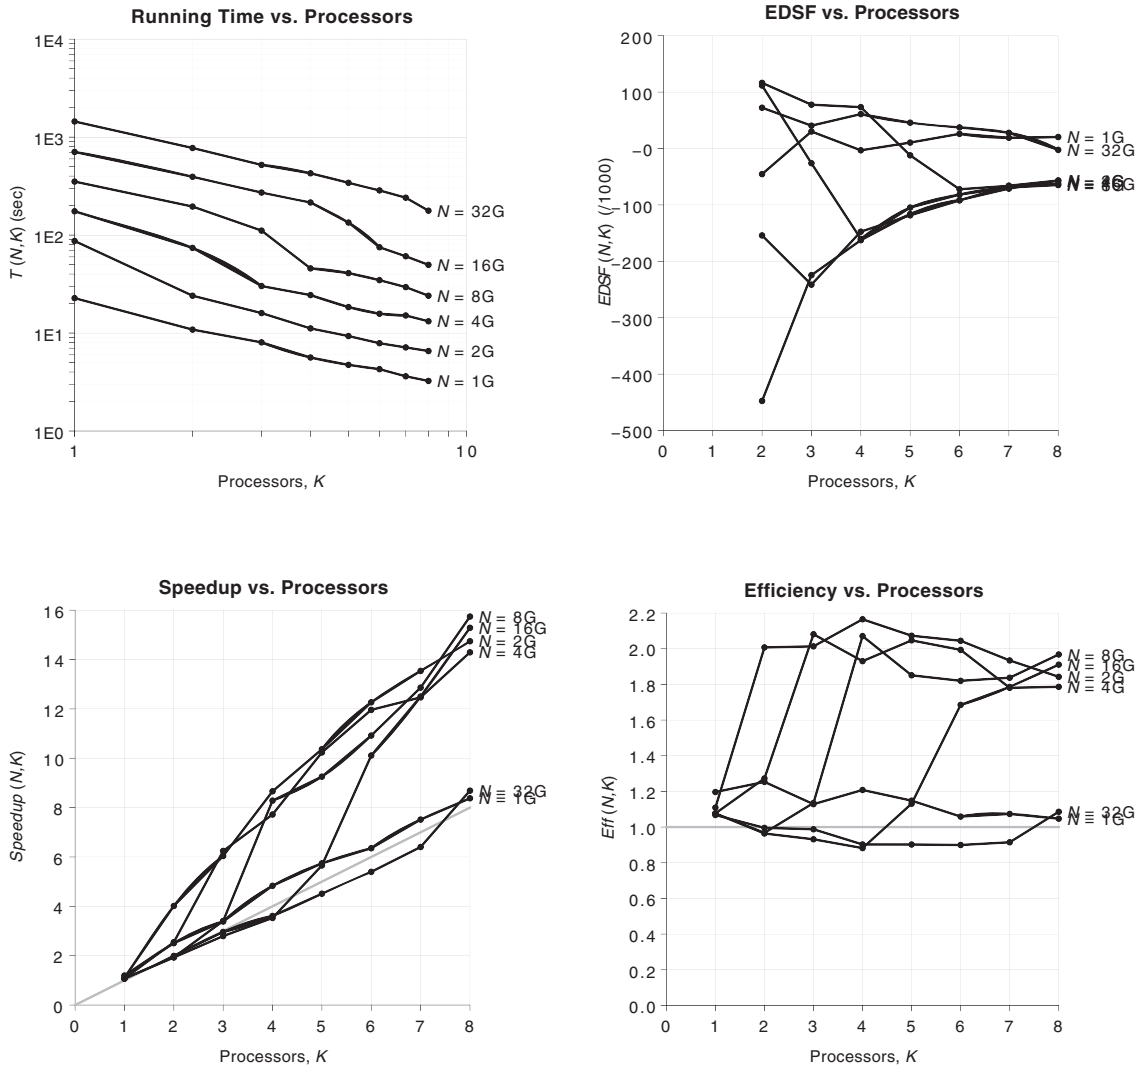 Running Time vs. Processors
1E4
1E3
1E2
1E1
1E0
T (N,K) (sec)
N = 32G
N = 16G
N = 8G
N = 4G
N = 2G
N = 1G
1
10
Processors, K
EDSF vs. Processors
200
100
−0
−100
−200
−300
−400
−500
EDSF (N,K) (/1000)
N = 1G
N = 32G
0 1 2 3 4 5 6 7 8
Processors, K
Speedup vs. Processors
16
14
12
10
8
6
4
2
0
Speedup (N,K)
N = 8G
N = 16G
N = 2G
N = 4G
N = 32G
N = 1G
0 1 2 3 4 5 6 7 8
Processors, K
Efficiency vs. Processors
2.2
2.0
1.8
1.6
1.4
1.2
1.0
0.8
0.6
0.4
0.2
0.0
Eff (N,K)
N = 8G
N = 16G
N = 2G
N = 4G
N = 32G
N = 1G
0 1 2 3 4 5 6 7 8
Processors, K